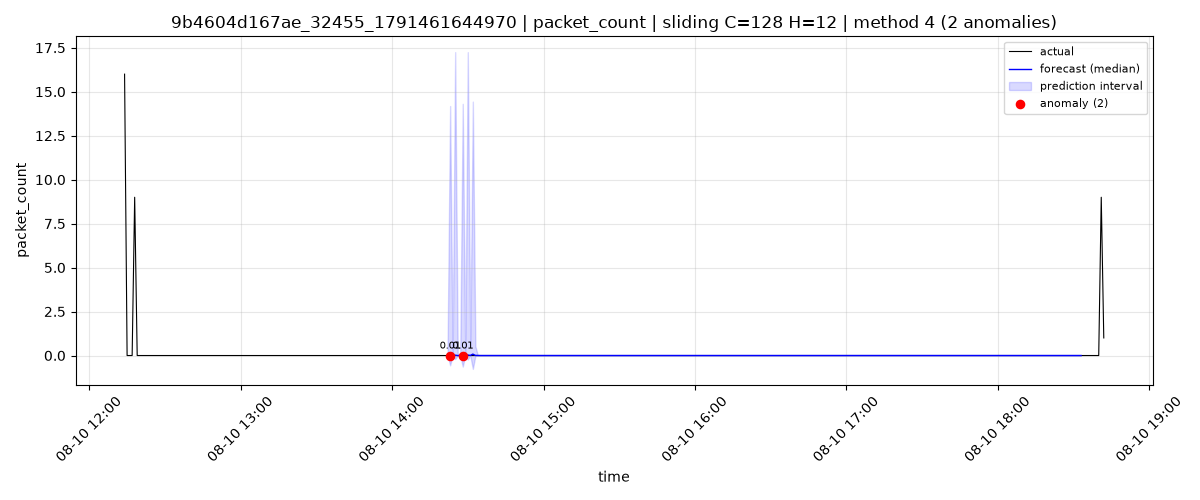 9b4604d167ae_32455_1791461644970 | packet_count | sliding C=128 H=12 | method 4 (2 anomalies)
actual
forecast (median)
prediction interval
anomaly (2)
packet_count
17.5
15.0
12.5
10.0
7.5
5.0
2.5
0.0
0.01
0.01
08-10 12:00
08-10 13:00
08-10 14:00
08-10 15:00
08-10 16:00
08-10 17:00
08-10 18:00
08-10 19:00
time